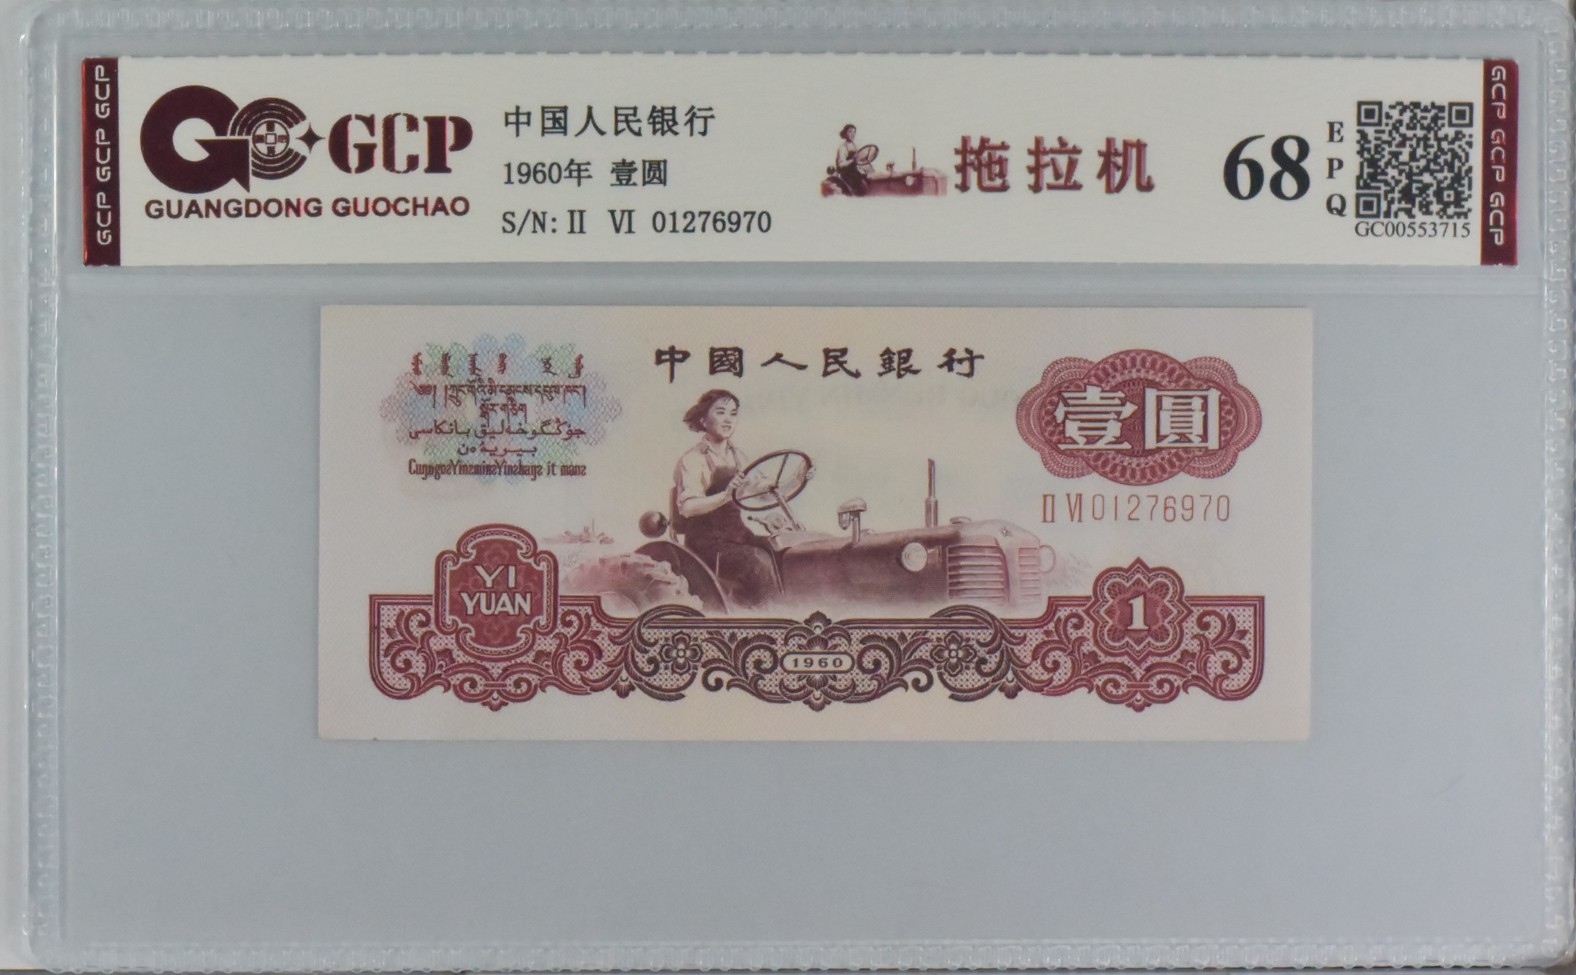 GCP GCP GCP
GCP
GUANGDONG GUOCHAO
中国人民银行
1960年 壹圆
S/N: Ⅱ Ⅵ 01276970
拖拉机
68
EPQ
GC00553715
GCP GCP GCP
中國人民銀行
壹圓
Ⅱ Ⅵ 01276970
YI
YUAN
1
1960